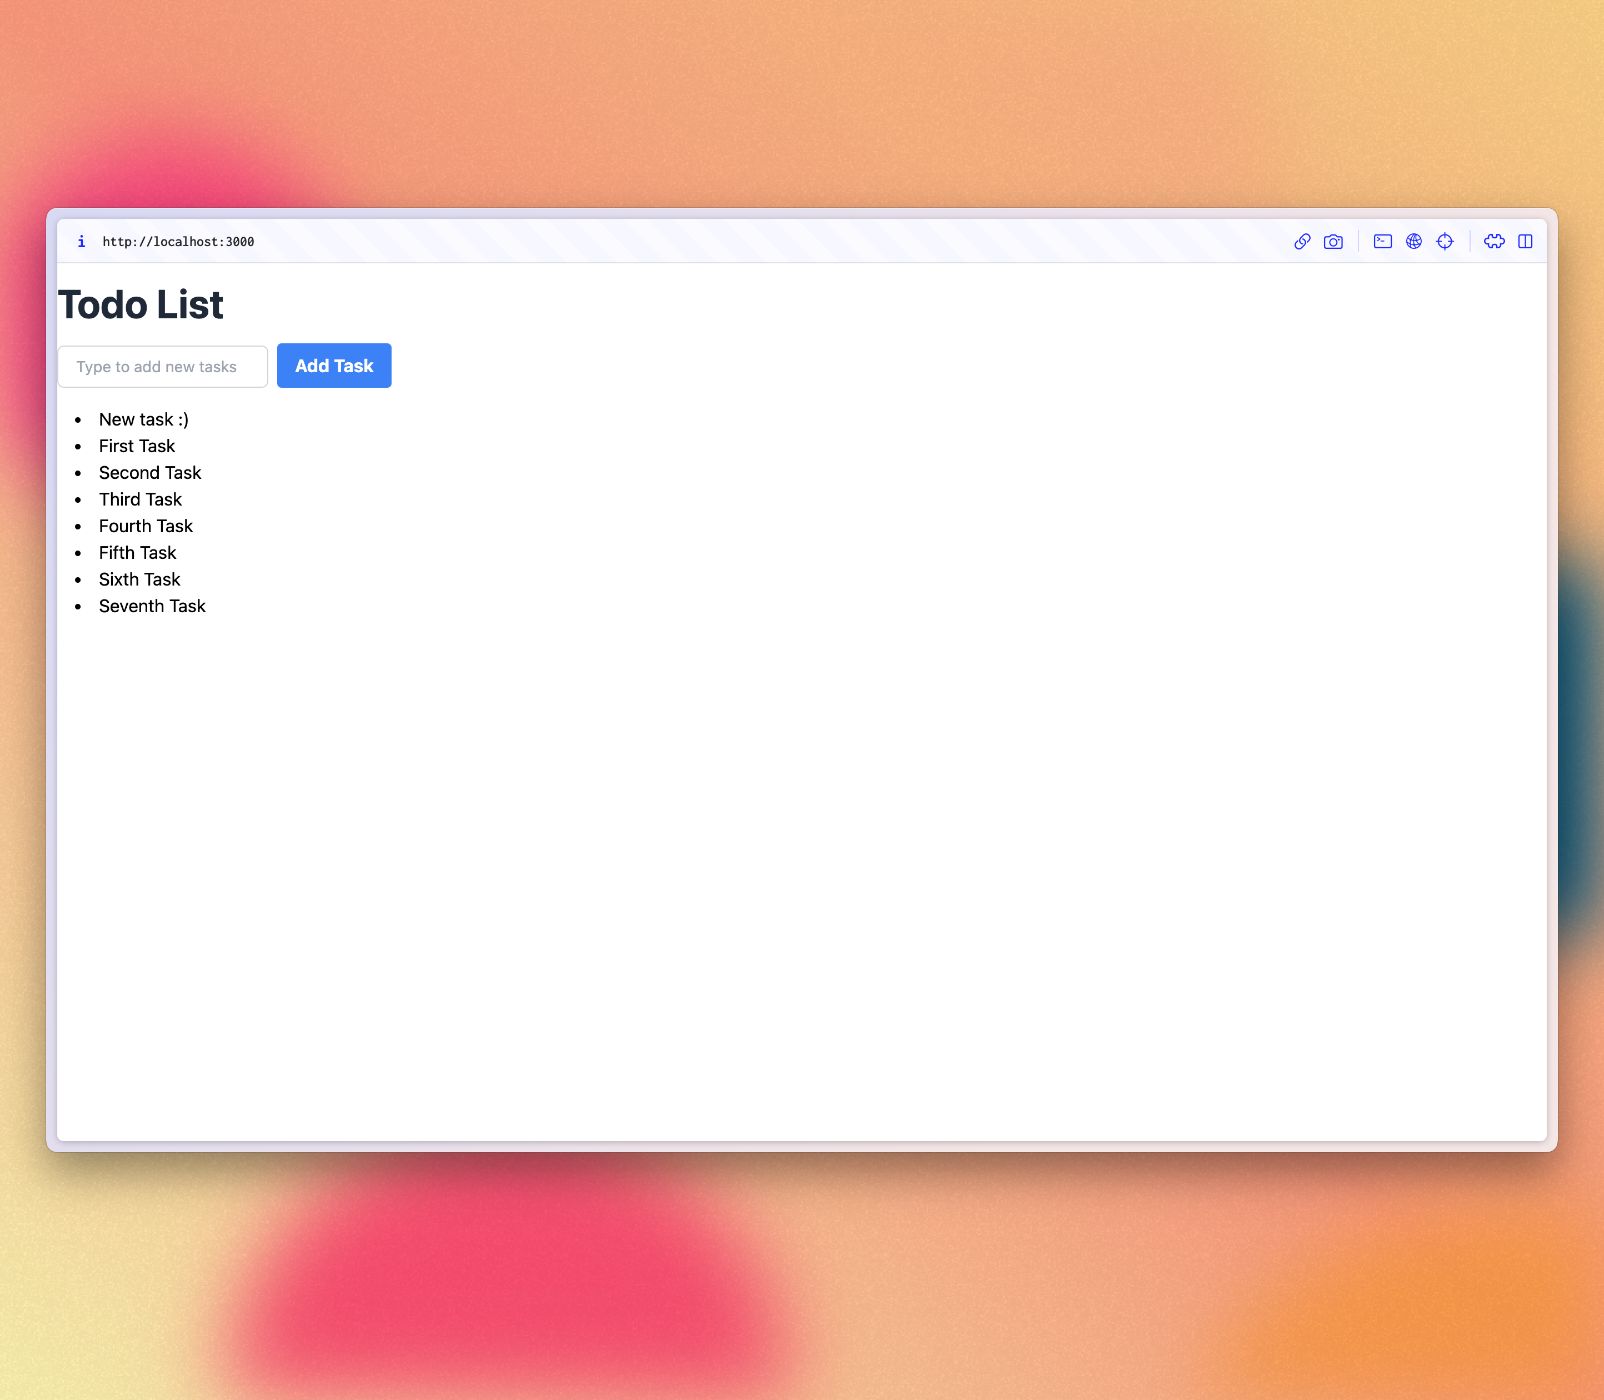 i http://localhost:3000
Todo List
Type to add new tasks
Add Task
• New task :)
• First Task
• Second Task
• Third Task
• Fourth Task
• Fifth Task
• Sixth Task
• Seventh Task